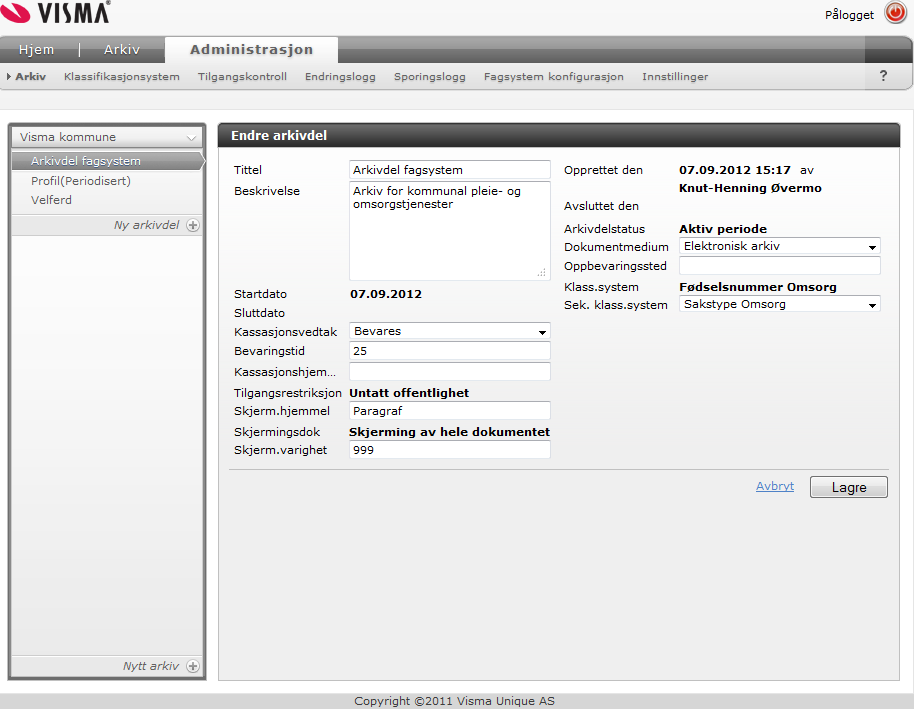 VISMA®
Pålogget
Hjem | Arkiv Administrasjon
Arkiv Klassifikasjonsystem Tilgangskontroll Endringslogg Sporingslogg Fagsystem konfigurasjon Innstillinger ?
Visma kommune
Arkivdel fagsystem
Profil(Periodisert)
Velferd
Ny arkivdel
Nytt arkiv
Endre arkivdel
Tittel Arkivdel fagsystem
Beskrivelse Arkiv for kommunal pleie- og
omsorgstjenester
Startdato 07.09.2012
Sluttdato
Kassasjonsvedtak Bevares
Bevaringstid 25
Kassasjonshjem...
Tilgangsrestriksjon Untatt offentlighet
Skjerm.hjemmel Paragraf
Skjermingsdok Skjerming av hele dokumentet
Skjerm.varighet 999
Opprettet den 07.09.2012 15:17 av
Knut-Henning Øvermo
Avsluttet den
Arkivdelstatus Aktiv periode
Dokumentmedium Elektronisk arkiv
Oppbevaringssted
Klass.system Fødselsnummer Omsorg
Sek. klass.system Sakstype Omsorg
Avbryt Lagre
Copyright ©2011 Visma Unique AS